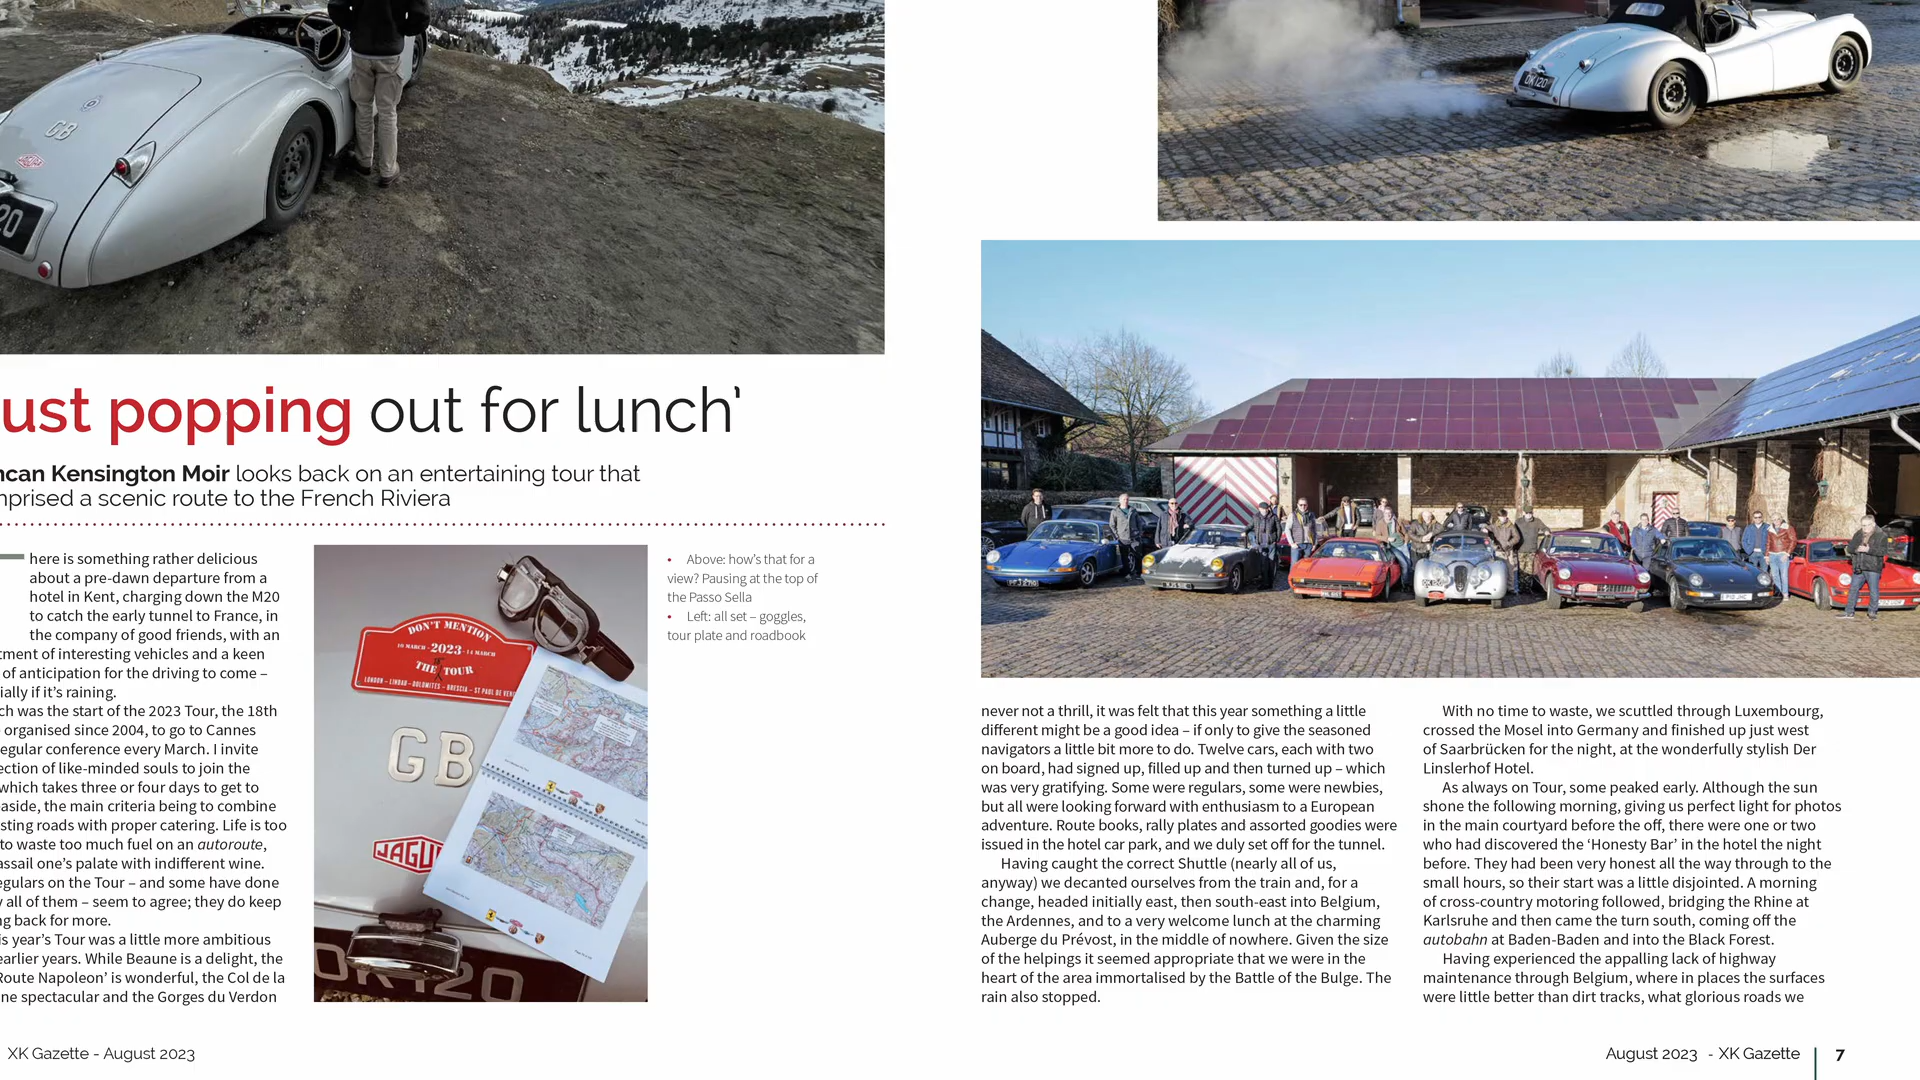 GB
20
OK120
ust popping out for lunch’
ncan Kensington Moir looks back on an entertaining tour that
nprised a scenic route to the French Riviera
here is something rather delicious
about a pre-dawn departure from a
hotel in Kent, charging down the M20
to catch the early tunnel to France, in
the company of good friends, with an
tment of interesting vehicles and a keen
of anticipation for the driving to come –
ially if it’s raining.
ch was the start of the 2023 Tour, the 18th
organised since 2004, to go to Cannes
egular conference every March. I invite
ection of like-minded souls to join the
which takes three or four days to get to
aside, the main criteria being to combine
sting roads with proper catering. Life is too
to waste too much fuel on an autoroute,
assail one’s palate with indifferent wine.
egulars on the Tour – and some have done
y all of them – seem to agree; they do keep
ng back for more.
is year’s Tour was a little more ambitious
earlier years. While Beaune is a delight, the
Route Napoleon’ is wonderful, the Col de la
ne spectacular and the Gorges du Verdon
DON'T MENTION
10 MARCH - 2023 - 14 MARCH
THE TOUR
LONDON – LINDAU – DOLOMITES – BRESCIA – ST PAUL DE VEN
GB
JAGU
OK120
• Above: how’s that for a
view? Pausing at the top of
the Passo Sella
• Left: all set – goggles,
tour plate and roadbook
never not a thrill, it was felt that this year something a little
different might be a good idea – if only to give the seasoned
navigators a little bit more to do. Twelve cars, each with two
on board, had signed up, filled up and then turned up – which
was very gratifying. Some were regulars, some were newbies,
but all were looking forward with enthusiasm to a European
adventure. Route books, rally plates and assorted goodies were
issued in the hotel car park, and we duly set off for the tunnel.
Having caught the correct Shuttle (nearly all of us,
anyway) we decanted ourselves from the train and, for a
change, headed initially east, then south-east into Belgium,
the Ardennes, and to a very welcome lunch at the charming
Auberge du Prévost, in the middle of nowhere. Given the size
of the helpings it seemed appropriate that we were in the
heart of the area immortalised by the Battle of the Bulge. The
rain also stopped.
With no time to waste, we scuttled through Luxembourg,
crossed the Mosel into Germany and finished up just west
of Saarbrücken for the night, at the wonderfully stylish Der
Linslerhof Hotel.
As always on Tour, some peaked early. Although the sun
shone the following morning, giving us perfect light for photos
in the main courtyard before the off, there were one or two
who had discovered the ‘Honesty Bar’ in the hotel the night
before. They had been very honest all the way through to the
small hours, so their start was a little disjointed. A morning
of cross-country motoring followed, bridging the Rhine at
Karlsruhe and then came the turn south, coming off the
autobahn at Baden-Baden and into the Black Forest.
Having experienced the appalling lack of highway
maintenance through Belgium, where in places the surfaces
were little better than dirt tracks, what glorious roads we
XK Gazette - August 2023
August 2023 - XK Gazette 7